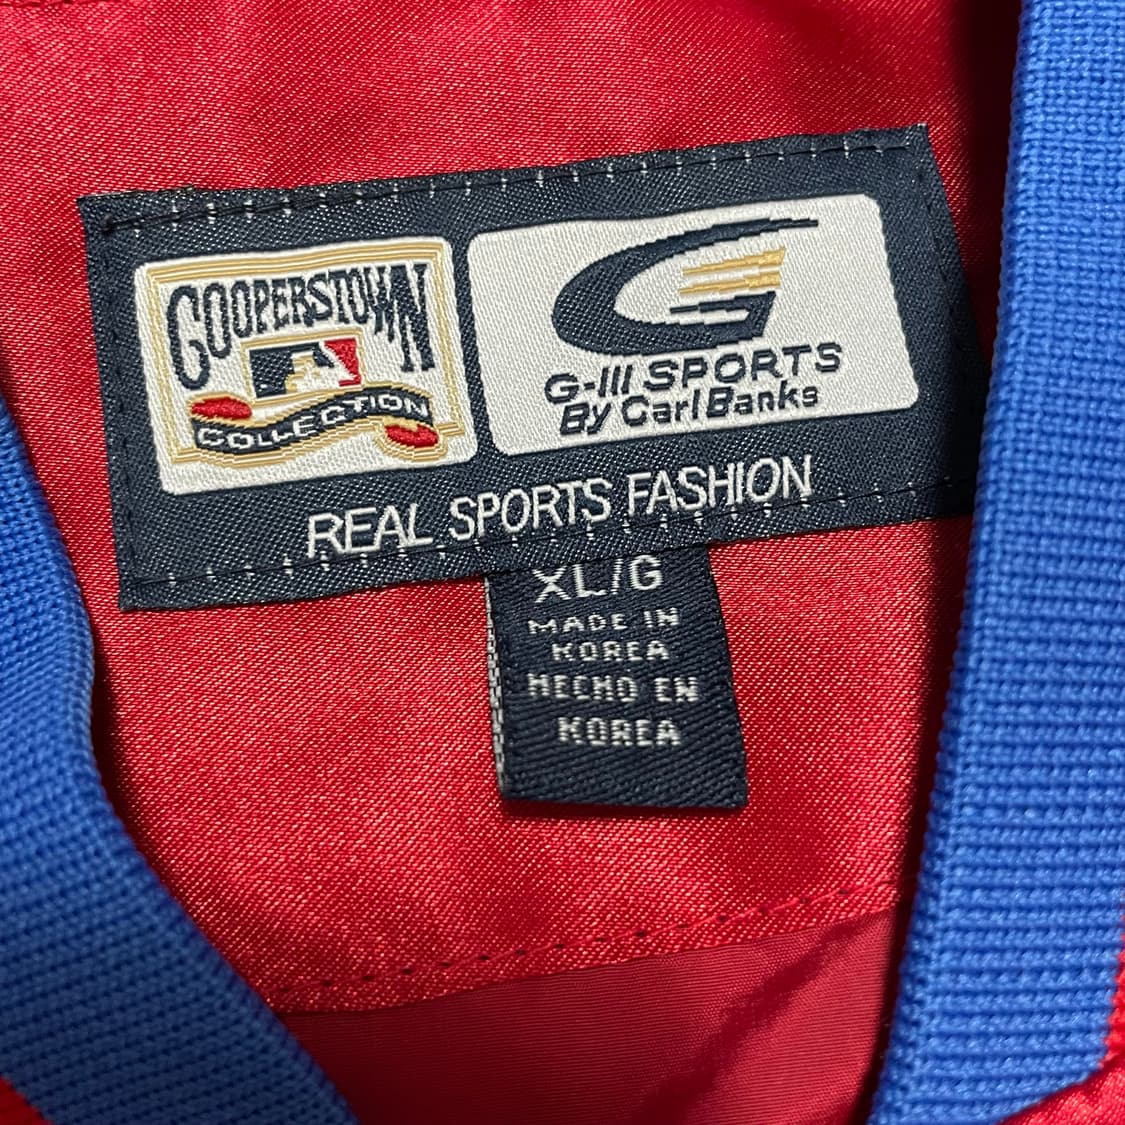 COOPERSTOWN
COLLECTION
G-III SPORTS
By Carl Banks
REAL SPORTS FASHION
XL/G
MADE IN
KOREA
HECHO EN
KOREA